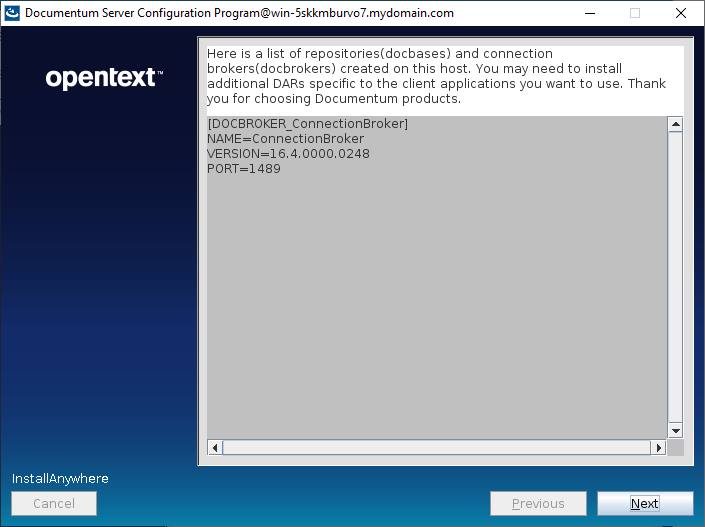 Documentum Server Configuration Program@win-5skkmburvo7.mydomain.com
opentext™
Here is a list of repositories(docbases) and connection
brokers(docbrokers) created on this host. You may need to install
additional DARs specific to the client applications you want to use. Thank
you for choosing Documentum products.
[DOCBROKER_ConnectionBroker]
NAME=ConnectionBroker
VERSION=16.4.0000.0248
PORT=1489
InstallAnywhere
Cancel
Previous
Next